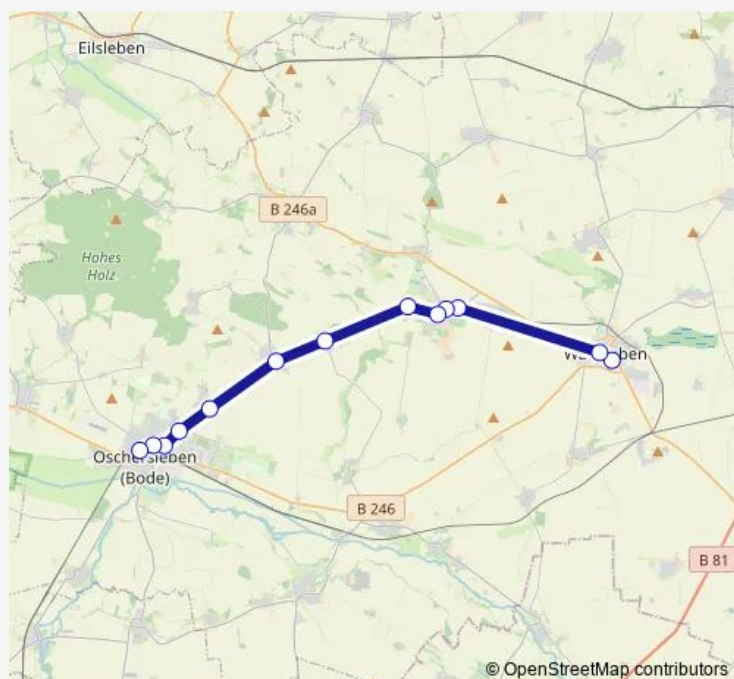 Eilsleben
B 246a
Hohes
Holz
Oschersleben
(Bode)
B 246
B 81
© OpenStreetMap contributors